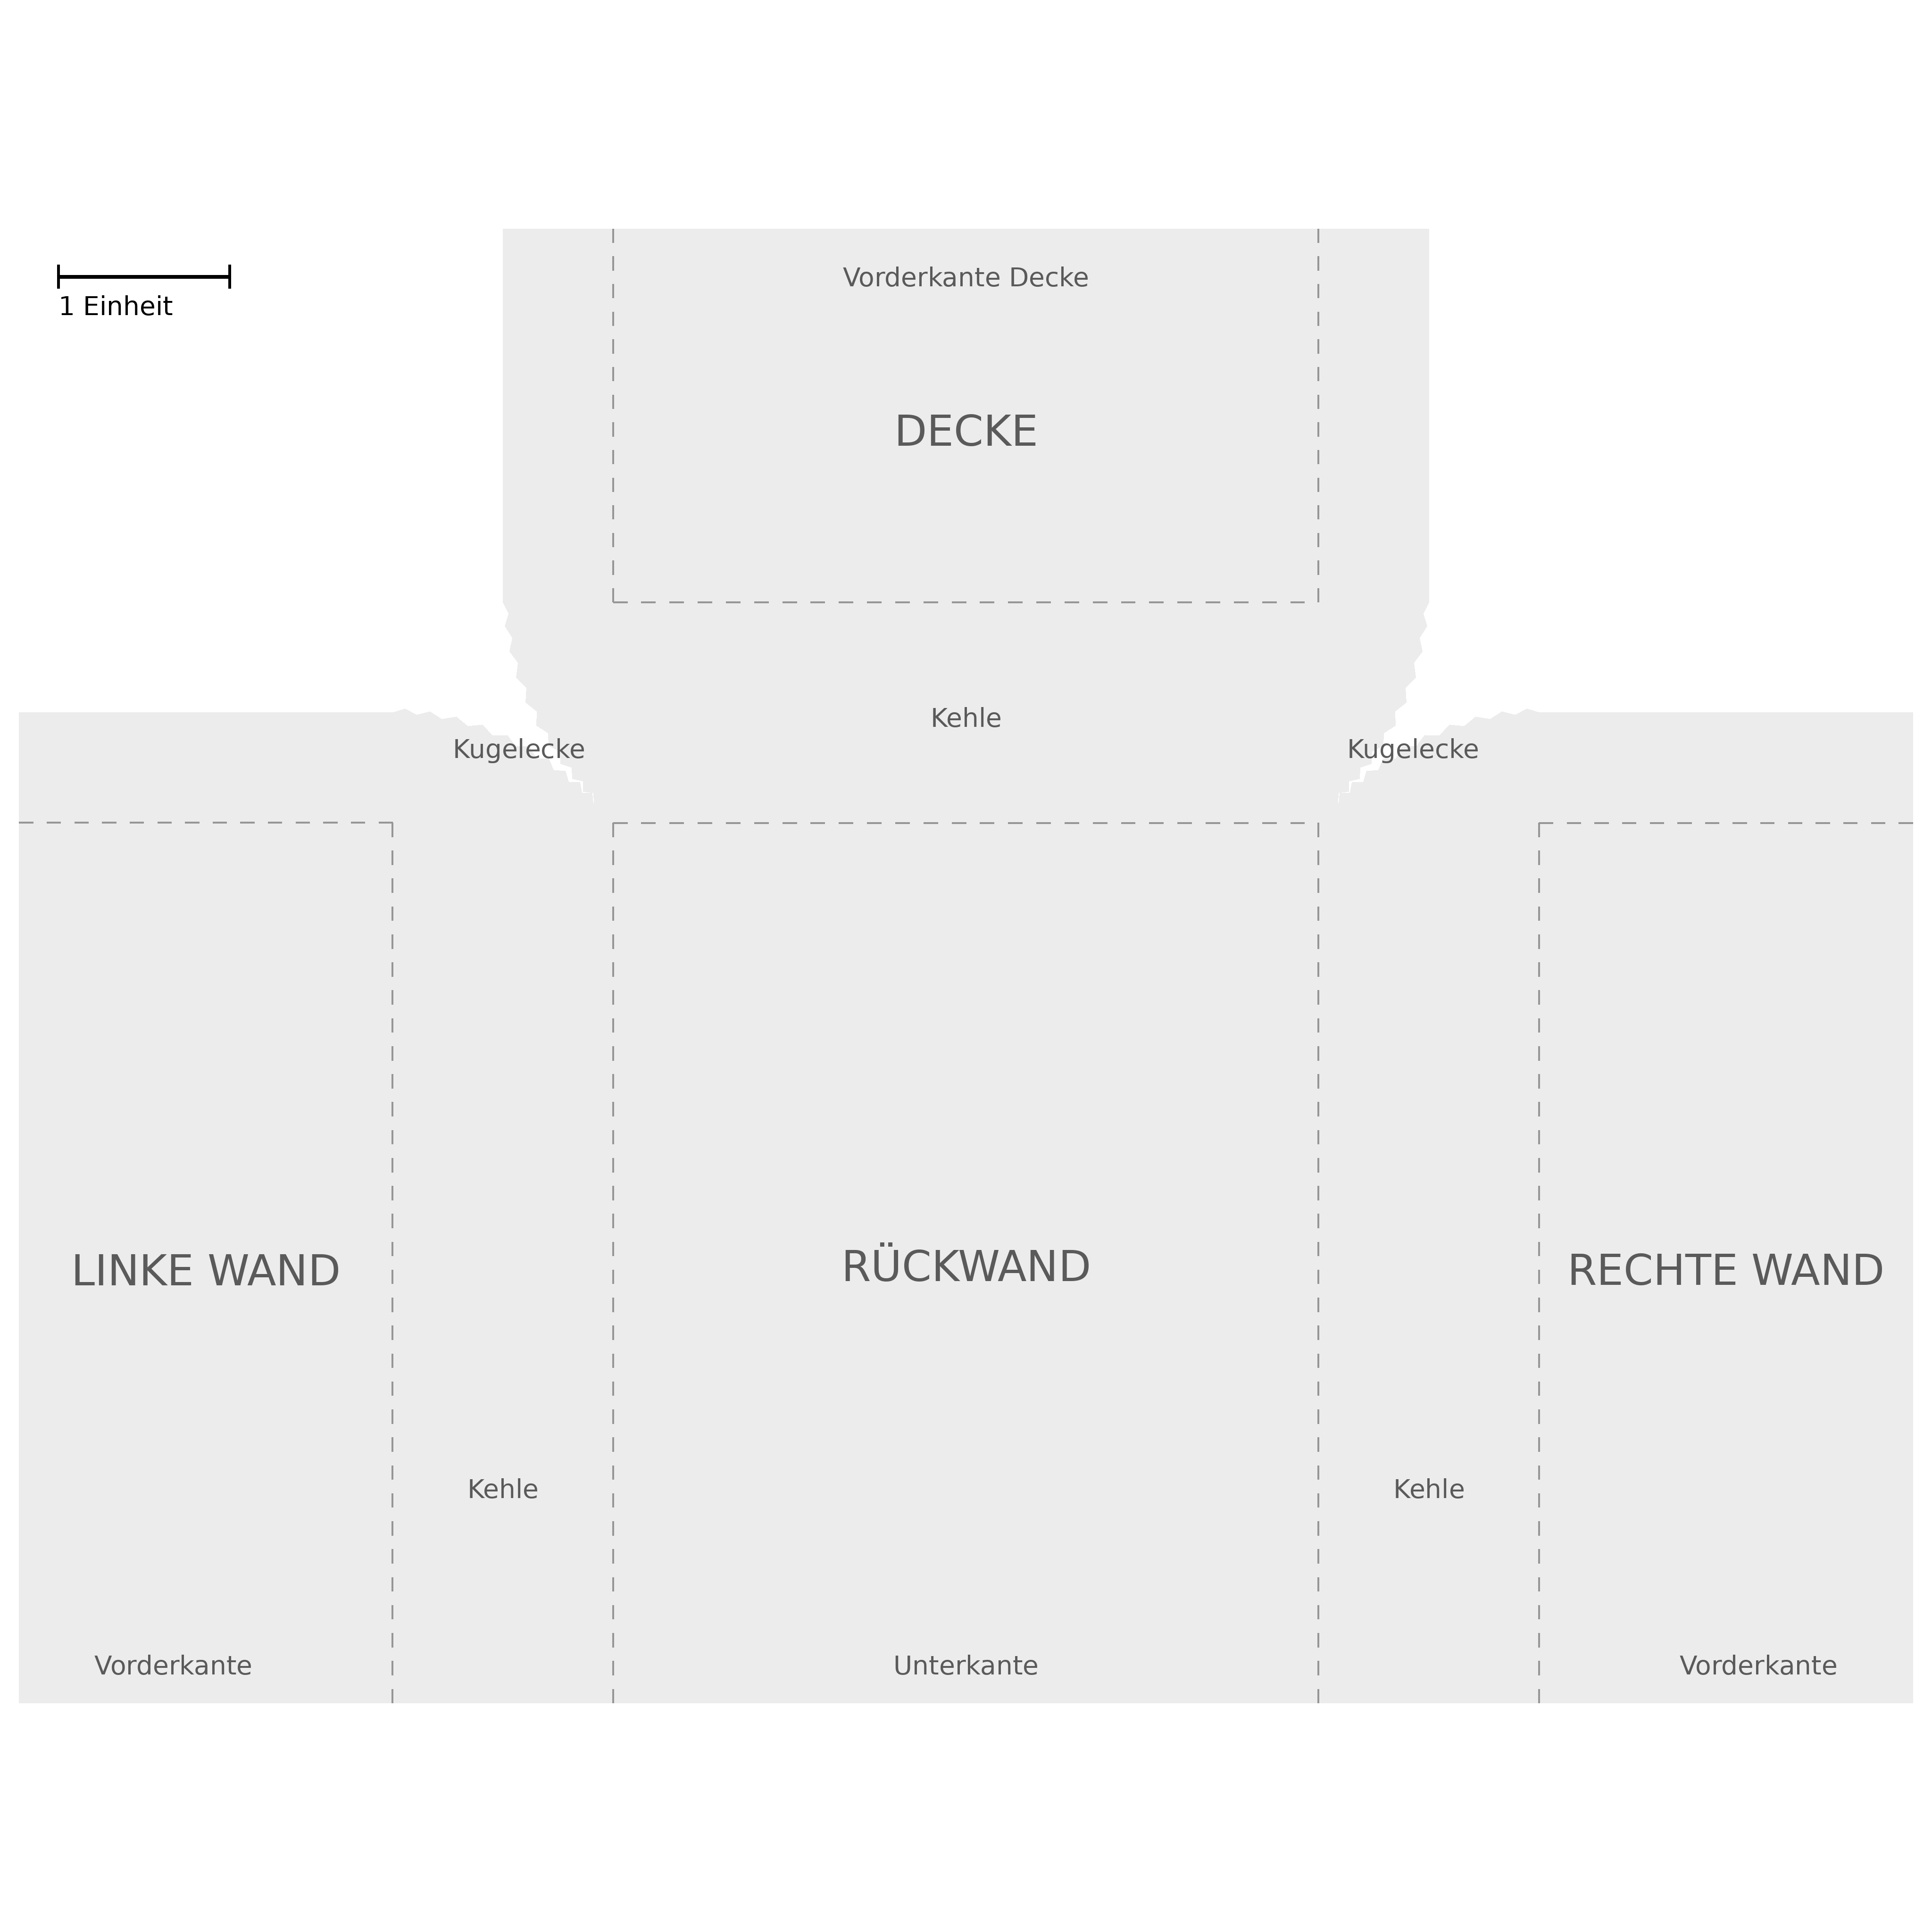 Vorderkante Decke
1 Einheit
DECKE
Kehle
Kugelecke
Kugelecke
LINKE WAND
RÜCKWAND
RECHTE WAND
Kehle
Kehle
Vorderkante
Unterkante
Vorderkante